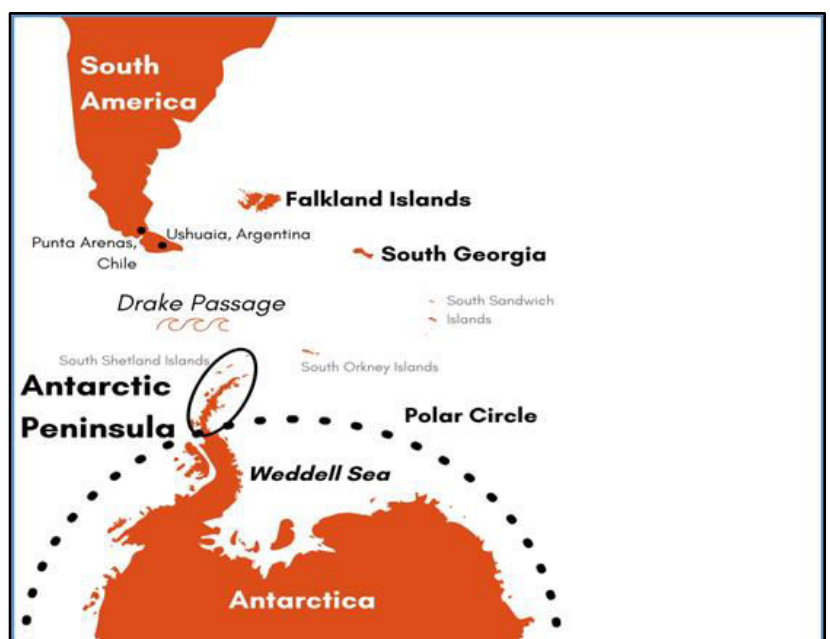 South
America
Falkland Islands
Punta Arenas,
Chile
Ushuaia, Argentina
South Georgia
Drake Passage
South Sandwich
Islands
South Shetland Islands
South Orkney Islands
Antarctic
Peninsula
Polar Circle
Weddell Sea
Antarctica